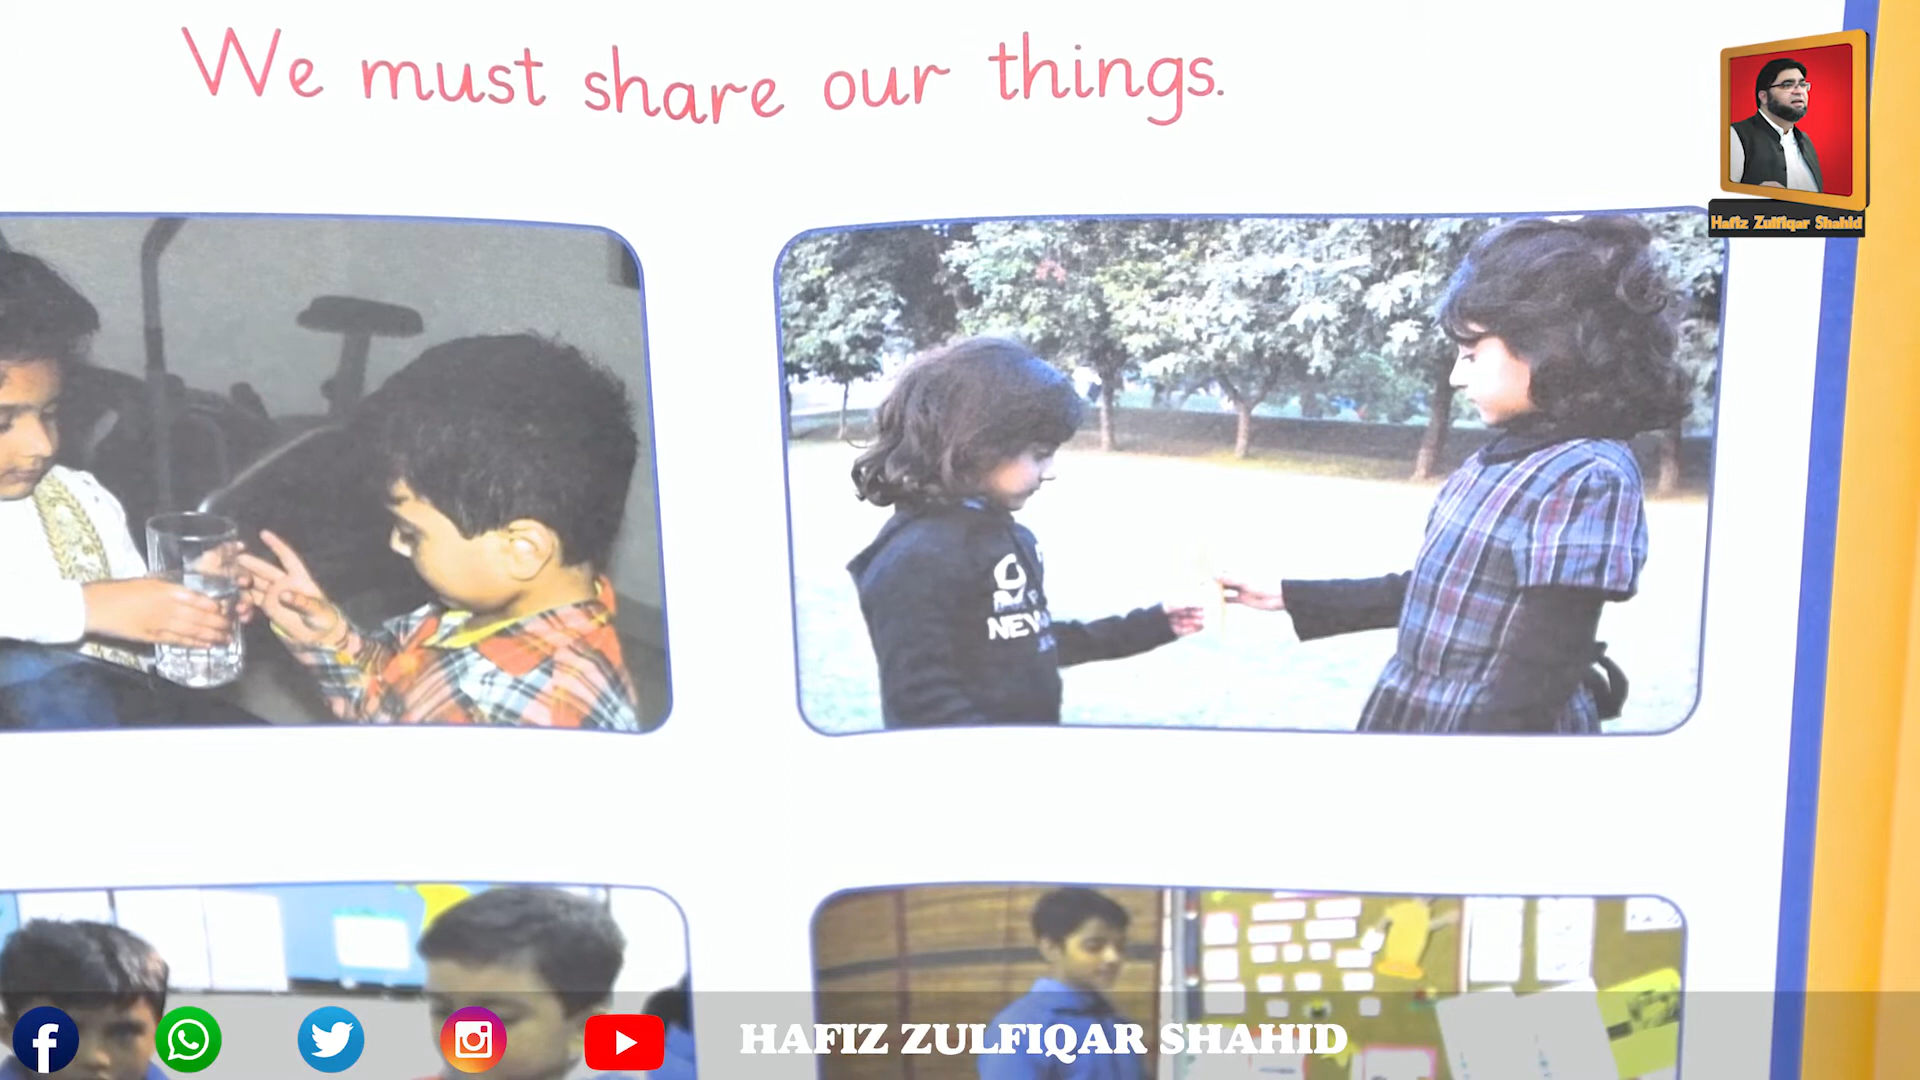 We must share our things.
Hafiz Zulfiqar Shahid
NEW
HAFIZ ZULFIQAR SHAHID